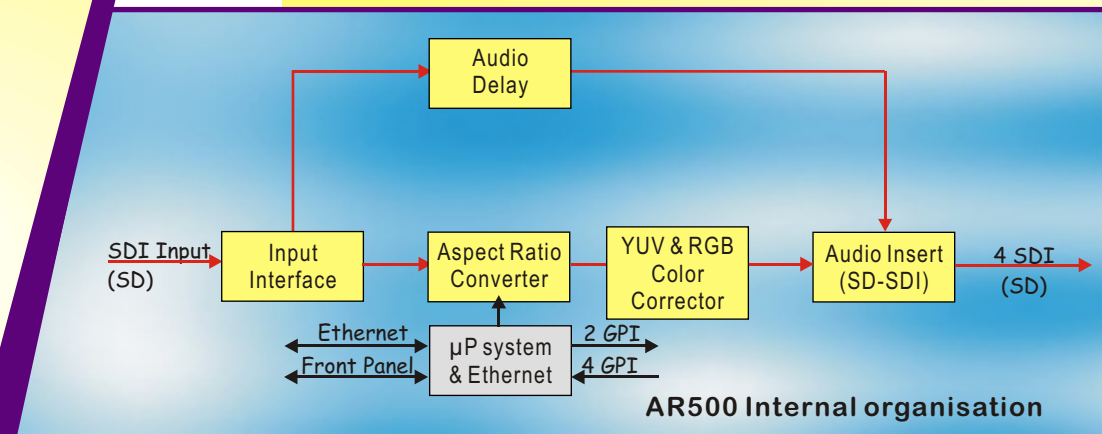 Audio
Delay
SDI Input
(SD)
Input
Interface
Aspect Ratio
Converter
YUV & RGB
Color
Corrector
Audio Insert
(SD-SDI)
4 SDI
(SD)
Ethernet
Front Panel
µP system
& Ethernet
2 GPI
4 GPI
AR500 Internal organisation